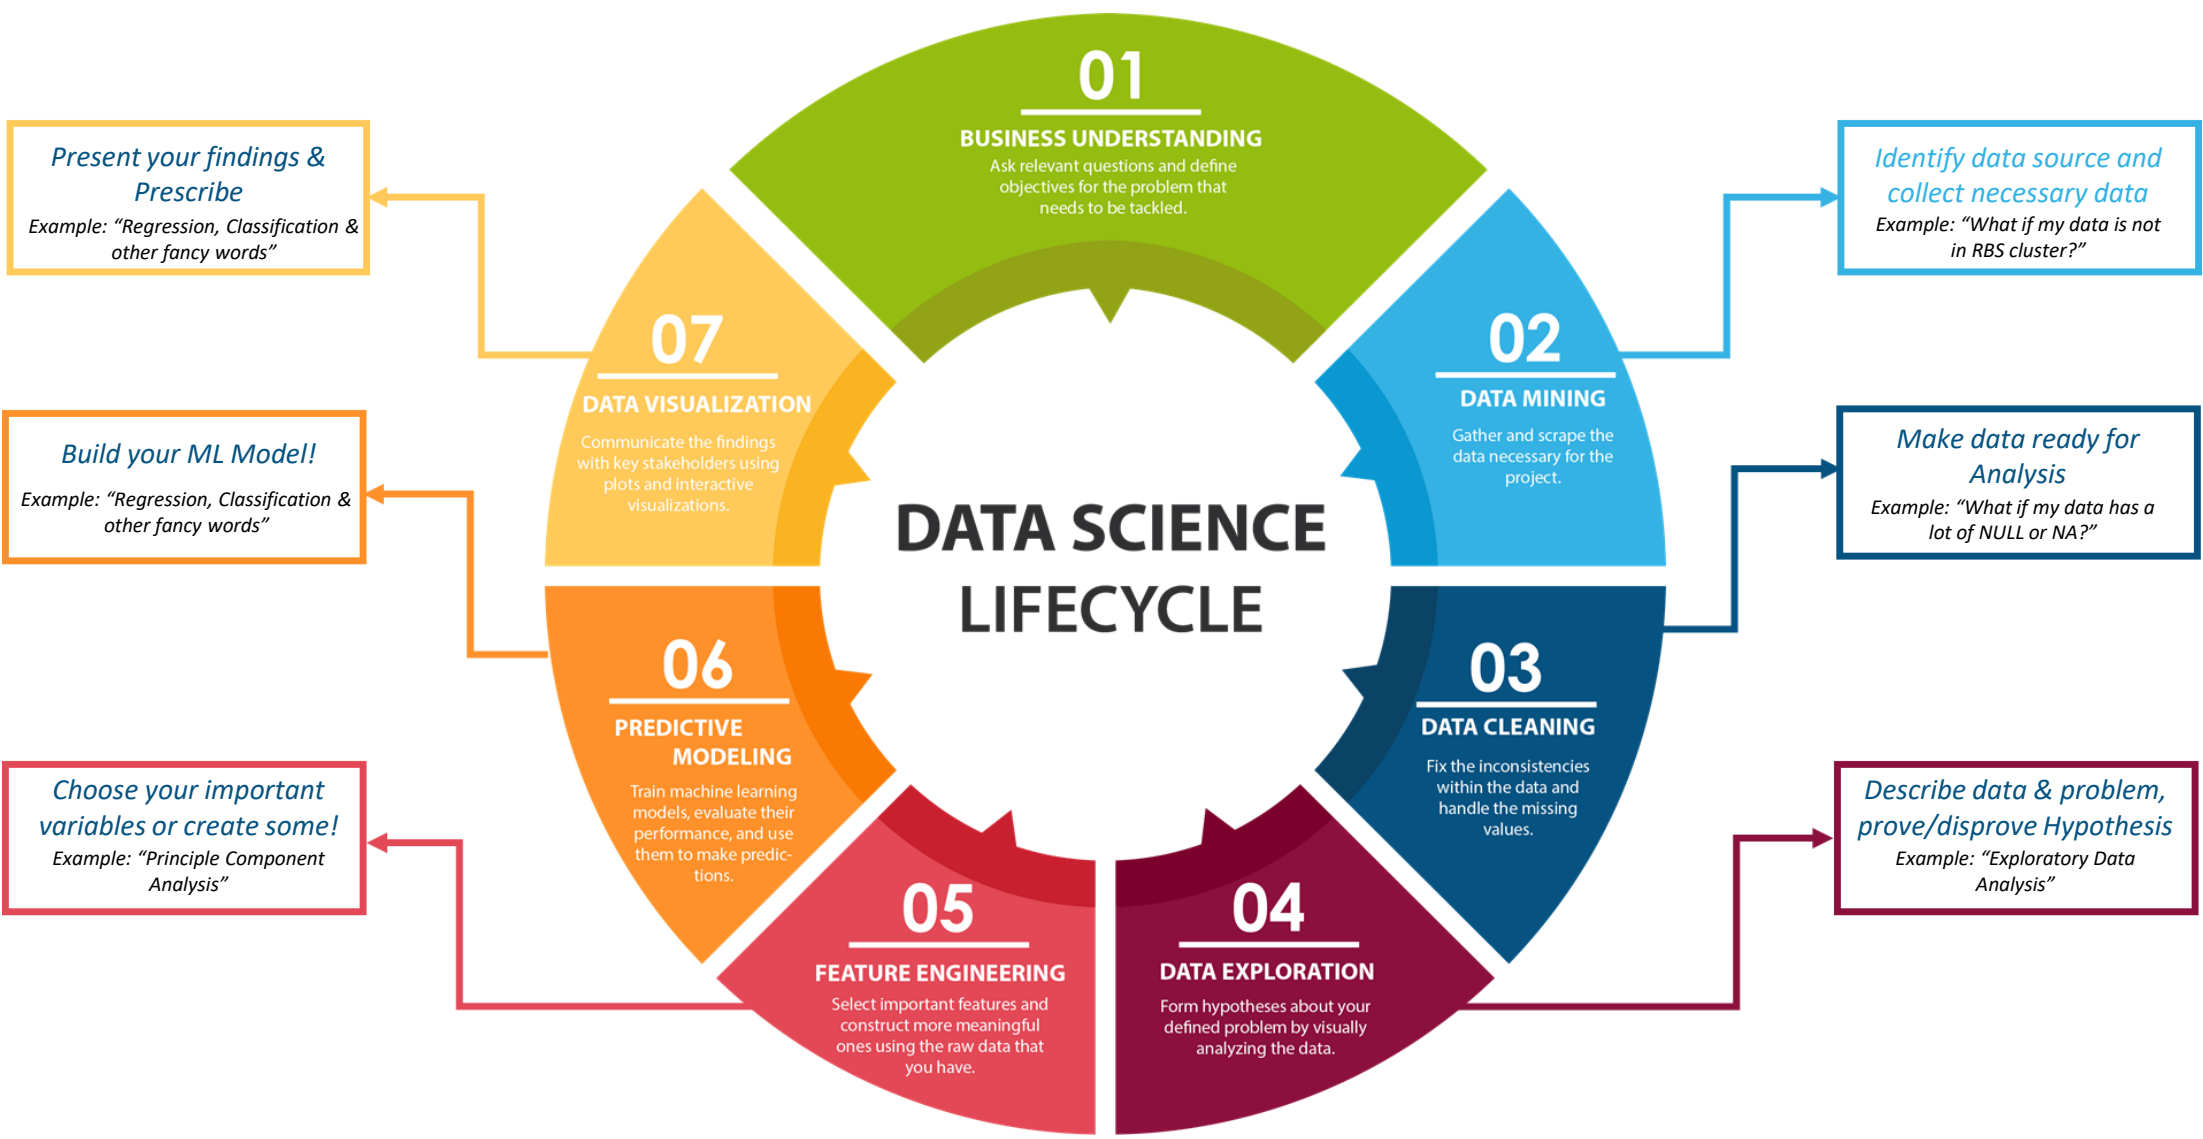 01
BUSINESS UNDERSTANDING
Ask relevant questions and define
objectives for the problem that
needs to be tackled.
Identify data source and
collect necessary data
Example: “What if my data is not
in RBS cluster?”
02
DATA MINING
Gather and scrape the
data necessary for the
project.
Make data ready for
Analysis
Example: “What if my data has a
lot of NULL or NA?”
03
DATA CLEANING
Fix the inconsistencies
within the data and
handle the missing
values.
Describe data & problem,
prove/disprove Hypothesis
Example: “Exploratory Data
Analysis”
04
DATA EXPLORATION
Form hypotheses about your
defined problem by visually
analyzing the data.
05
FEATURE ENGINEERING
Select important features and
construct more meaningful
ones using the raw data that
you have.
Choose your important
variables or create some!
Example: “Principle Component
Analysis”
06
PREDICTIVE
MODELING
Train machine learning
models, evaluate their
performance, and use
them to make predic-
tions.
Build your ML Model!
Example: “Regression, Classification &
other fancy words”
07
DATA VISUALIZATION
Communicate the findings
with key stakeholders using
plots and interactive
visualizations.
Present your findings &
Prescribe
Example: “Regression, Classification &
other fancy words”
DATA SCIENCE
LIFECYCLE